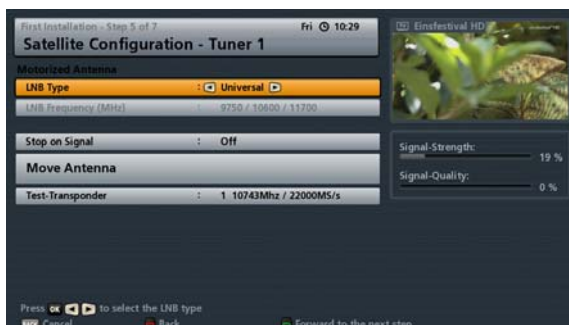 First Installation - Step 5 of 7 Fri 10:29
Satellite Configuration - Tuner 1
TV Einsfestival HD
Motorized Antenna
LNB Type : Universal
LNB Frequency (MHz) : 9750 / 10600 / 11700
Stop on Signal : Off
Move Antenna
Test-Transponder : 1 10743Mhz / 22000MS/s
Signal-Strength:
19 %
Signal-Quality:
0 %
Press OK to select the LNB type
Cancel Back Forward to the next step